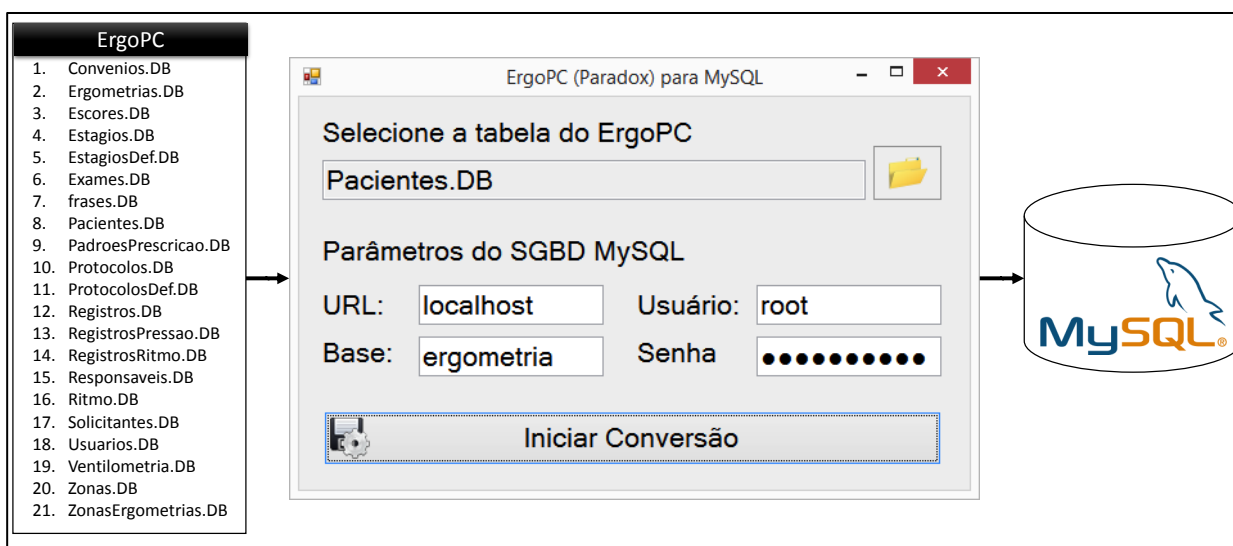 ErgoPC
1. Convenios.DB
2. Ergometrias.DB
3. Escores.DB
4. Estagios.DB
5. EstagiosDef.DB
6. Exames.DB
7. frases.DB
8. Pacientes.DB
9. PadroesPrescricao.DB
10. Protocolos.DB
11. ProtocolosDef.DB
12. Registros.DB
13. RegistrosPressao.DB
14. RegistrosRitmo.DB
15. Responsaveis.DB
16. Ritmo.DB
17. Solicitantes.DB
18. Usuarios.DB
19. Ventilometria.DB
20. Zonas.DB
21. ZonasErgometrias.DB
ErgoPC (Paradox) para MySQL
Selecione a tabela do ErgoPC
Pacientes.DB
Parâmetros do SGBD MySQL
URL: localhost Usuário: root
Base: ergometria Senha ●●●●●●●●●●
Iniciar Conversão
MySQL®